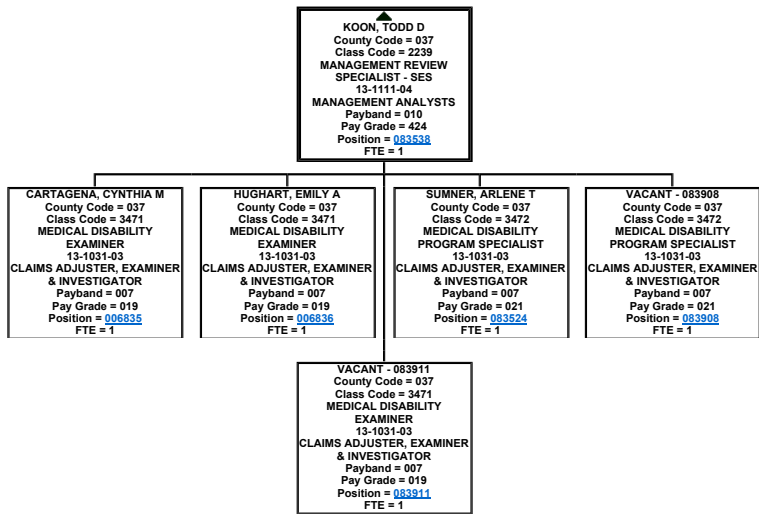 KOON, TODD D
County Code = 037
Class Code = 2239
MANAGEMENT REVIEW
SPECIALIST - SES
13-1111-04
MANAGEMENT ANALYSTS
Payband = 010
Pay Grade = 424
Position = 083538
FTE = 1
CARTAGENA, CYNTHIA M
County Code = 037
Class Code = 3471
MEDICAL DISABILITY
EXAMINER
13-1031-03
CLAIMS ADJUSTER, EXAMINER
& INVESTIGATOR
Payband = 007
Pay Grade = 019
Position = 006835
FTE = 1
HUGHART, EMILY A
County Code = 037
Class Code = 3471
MEDICAL DISABILITY
EXAMINER
13-1031-03
CLAIMS ADJUSTER, EXAMINER
& INVESTIGATOR
Payband = 007
Pay Grade = 019
Position = 006836
FTE = 1
SUMNER, ARLENE T
County Code = 037
Class Code = 3472
MEDICAL DISABILITY
PROGRAM SPECIALIST
13-1031-03
CLAIMS ADJUSTER, EXAMINER
& INVESTIGATOR
Payband = 007
Pay Grade = 021
Position = 083524
FTE = 1
VACANT - 083908
County Code = 037
Class Code = 3472
MEDICAL DISABILITY
PROGRAM SPECIALIST
13-1031-03
CLAIMS ADJUSTER, EXAMINER
& INVESTIGATOR
Payband = 007
Pay Grade = 021
Position = 083908
FTE = 1
VACANT - 083911
County Code = 037
Class Code = 3471
MEDICAL DISABILITY
EXAMINER
13-1031-03
CLAIMS ADJUSTER, EXAMINER
& INVESTIGATOR
Payband = 007
Pay Grade = 019
Position = 083911
FTE = 1